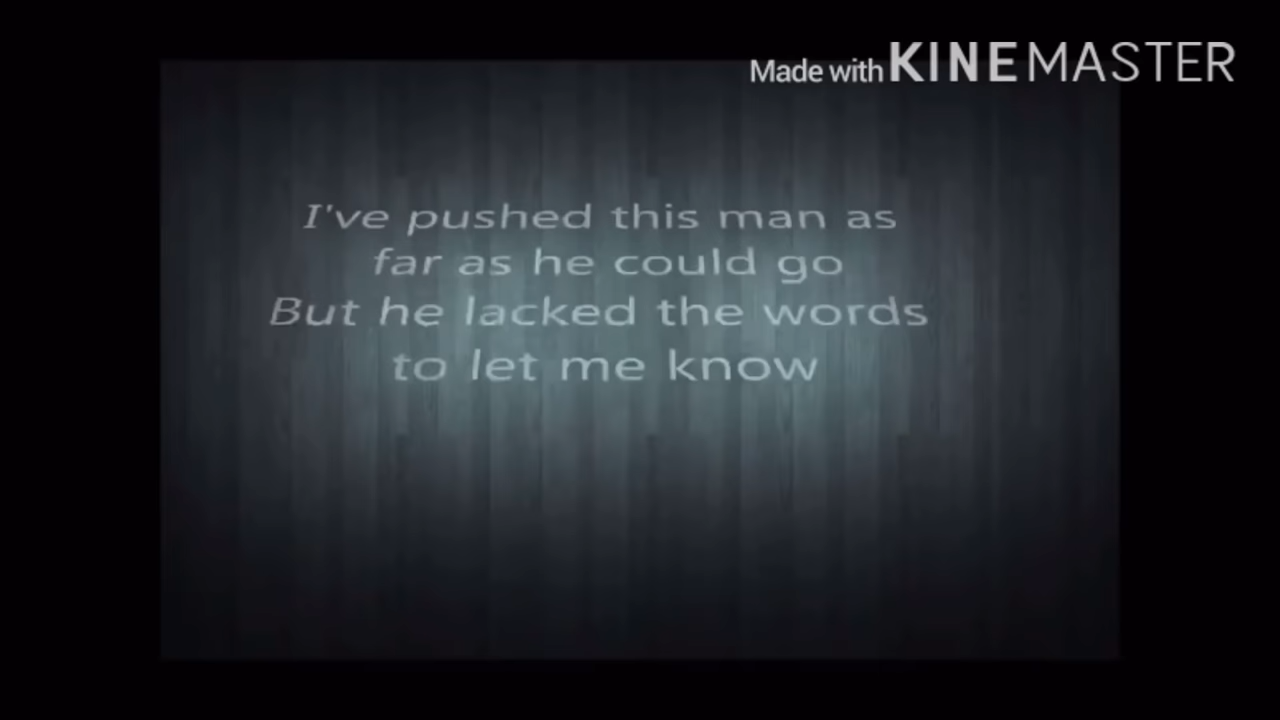 Made with KINEMASTER
I've pushed this man as
far as he could go
But he lacked the words
to let me know